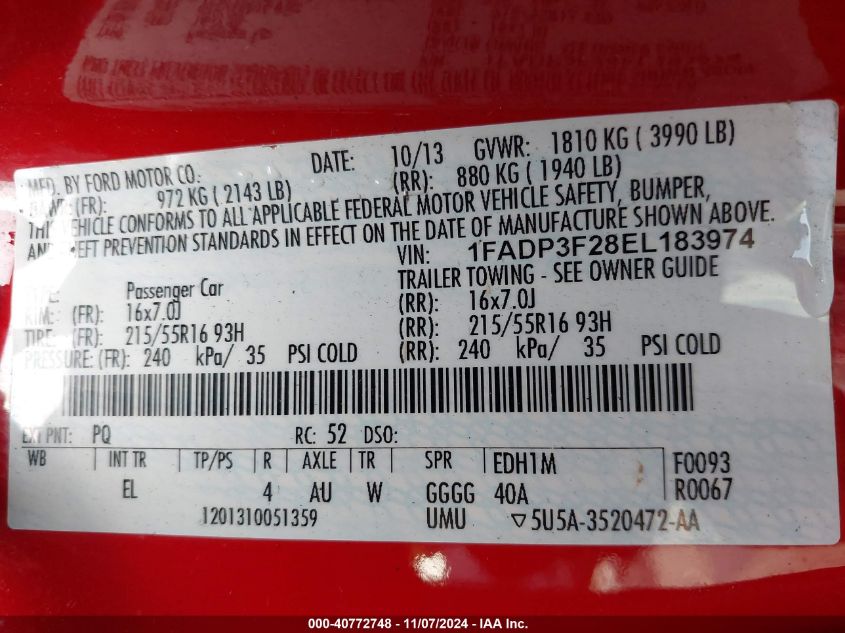 MFD. BY FORD MOTOR CO. DATE: 10/13 GVWR: 1810 KG ( 3990 LB)
(FR): 972 KG ( 2143 LB) (RR): 880 KG ( 1940 LB)
THIS VEHICLE CONFORMS TO ALL APPLICABLE FEDERAL MOTOR VEHICLE SAFETY, BUMPER,
AND THEFT PREVENTION STANDARDS IN EFFECT ON THE DATE OF MANUFACTURE SHOWN ABOVE.
VIN: 1FADP3F28EL183974
TYPE: Passenger Car TRAILER TOWING - SEE OWNER GUIDE
RIM: (FR): 16x7.0J (RR): 16x7.0J
TIRE: (FR): 215/55R16 93H (RR): 215/55R16 93H
PRESSURE: (FR): 240 kPa/ 35 PSI COLD (RR): 240 kPa/ 35 PSI COLD
EXT PNT: PQ RC: 52 DSO:
WB INT TR TP/PS R AXLE TR SPR EDH1M F0093
EL 4 AU W GGGG 40A R0067
1201310051359 UMU ▽5U5A-3520472-AA
000-40772748 - 11/07/2024 - IAA Inc.